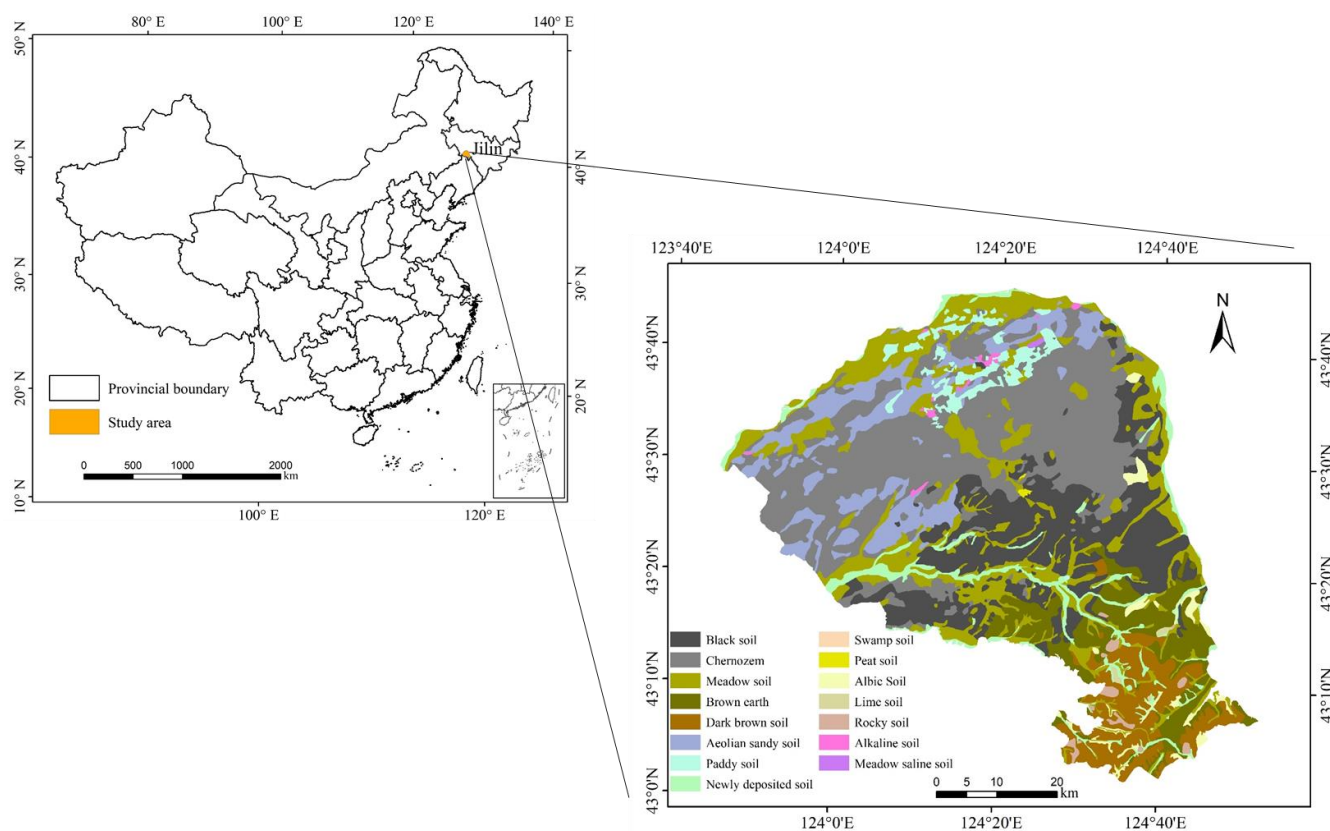 80° E
100° E
120° E
140° E
50° N
40° N
30° N
20° N
10° N
40° N
30° N
20° N
10° N
Jilin
Provincial boundary
Study area
0 500 1000 2000
km
100° E
120° E
123°40'E
124°0'E
124°20'E
124°40'E
N
43°40'N
43°30'N
43°20'N
43°10'N
43°0'N
43°40'N
43°30'N
43°20'N
43°10'N
43°0'N
Black soil
Chernozem
Meadow soil
Brown earth
Dark brown soil
Aeolian sandy soil
Paddy soil
Newly deposited soil
Swamp soil
Peat soil
Albic Soil
Lime soil
Rocky soil
Alkaline soil
Meadow saline soil
0 5 10 20
km
124°0'E
124°20'E
124°40'E